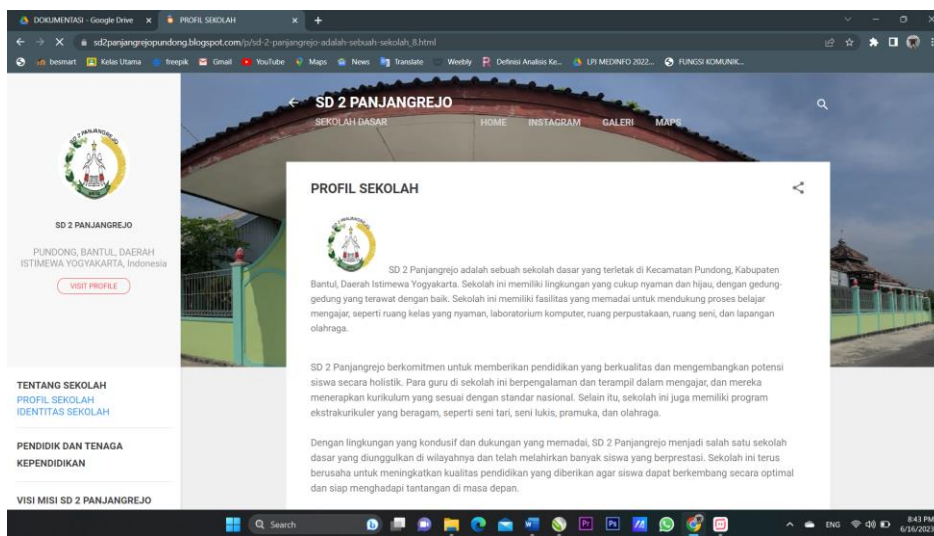 DOKUMENTASI - Google Drive
PROFIL SEKOLAH
sd2panjangrejopundong.blogspot.com/p/sd-2-panjangrejo-adalah-sebuah-sekolah_8.html
besmart Kelas Utama freepik Gmail YouTube Maps News Translate Weebly Definisi Analisis Ke... LPJ MEDINFO 2022... FUNGSI KOMUNIK...
SD 2 PANJANGREJO
SEKOLAH DASAR
HOME INSTAGRAM GALERI MAPS
SD 2 PANJANGREJO
PUNDONG, BANTUL, DAERAH
ISTIMEWA YOGYAKARTA, Indonesia
VISIT PROFILE
TENTANG SEKOLAH
PROFIL SEKOLAH
IDENTITAS SEKOLAH
PENDIDIK DAN TENAGA
KEPENDIDIKAN
VISI MISI SD 2 PANJANGREJO
PROFIL SEKOLAH
SD 2 Panjangrejo adalah sebuah sekolah dasar yang terletak di Kecamatan Pundong, Kabupaten
Bantul, Daerah Istimewa Yogyakarta. Sekolah ini memiliki lingkungan yang cukup nyaman dan hijau, dengan gedung-
gedung yang terawat dengan baik. Sekolah ini memiliki fasilitas yang memadai untuk mendukung proses belajar
mengajar, seperti ruang kelas yang nyaman, laboratorium komputer, ruang perpustakaan, ruang seni, dan lapangan
olahraga.
SD 2 Panjangrejo berkomitmen untuk memberikan pendidikan yang berkualitas dan mengembangkan potensi
siswa secara holistik. Para guru di sekolah ini berpengalaman dan terampil dalam mengajar, dan mereka
menerapkan kurikulum yang sesuai dengan standar nasional. Selain itu, sekolah ini juga memiliki program
ekstrakurikuler yang beragam, seperti seni tari, seni lukis, pramuka, dan olahraga.
Dengan lingkungan yang kondusif dan dukungan yang memadai, SD 2 Panjangrejo menjadi salah satu sekolah
dasar yang diunggulkan di wilayahnya dan telah melahirkan banyak siswa yang berprestasi. Sekolah ini terus
berusaha untuk meningkatkan kualitas pendidikan yang diberikan agar siswa dapat berkembang secara optimal
dan siap menghadapi tantangan di masa depan.
Search
ENG
8:43 PM
6/16/2023